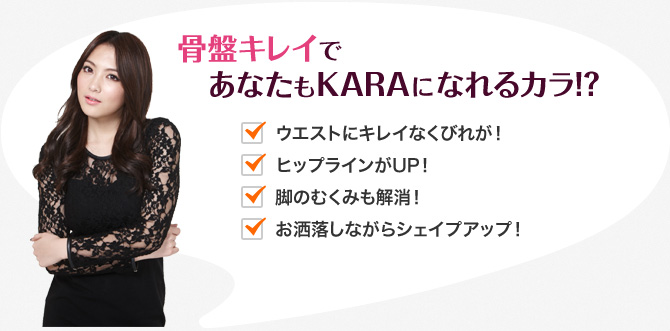 骨盤キレイで
あなたもKARAになれるカラ!?
ウエストにキレイなくびれが！
ヒップラインがUP！
脚のむくみも解消！
お洒落しながらシェイプアップ！